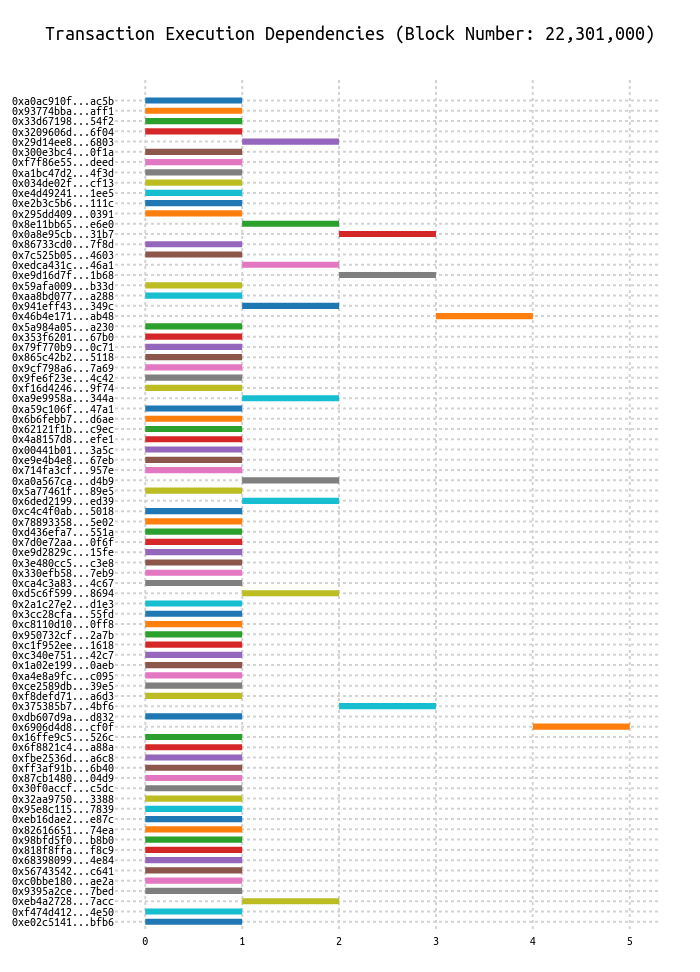 Transaction Execution Dependencies (Block Number: 22,301,000)
0xa0ac910f...ac5b
0x93774bba...aff1
0x33d67198...54f2
0x3209606d...6f04
0x29d14ee8...6803
0x300e3bc4...0f1a
0xf7f86e55...deed
0xa1bc47d2...4f3d
0x034de02f...cf13
0xe4d49241...1ee5
0xe2b3c5b6...111c
0x295dd409...0391
0x8e11bb65...e6e0
0x0a8e95cb...31b7
0x86733cd0...7f8d
0x7c525b05...4603
0xedca431c...46a1
0xe9d16d7f...1b68
0x59afa009...b33d
0xaa8bd077...a288
0x941eff43...349c
0x46b4e171...ab48
0x5a984a05...a230
0x353f6201...67b0
0x79f770b9...0c71
0x865c42b2...5118
0x9cf798a6...7a69
0x9fe6f23e...4c42
0xf16d4246...9f74
0xa9e9958a...344a
0xa59c106f...47a1
0x6b6febb7...d6ae
0x62121f1b...c9ec
0x4a8157d8...efe1
0x00441b01...3a5c
0xe9e4b4e8...67eb
0x714fa3cf...957e
0xa0a567ca...d4b9
0x5a77461f...89e5
0x6ded2199...ed39
0xc4c4f0ab...5018
0x78893358...5e02
0xd436efa7...551a
0x7d0e72aa...0f6f
0xe9d2829c...15fe
0x3e480cc5...c3e8
0x330efb58...7eb9
0xca4c3a83...4c67
0xd5c6f599...8694
0x2a1c27e2...d1e3
0x3cc28cfa...55fd
0xc8110d10...0ff8
0x950732cf...2a7b
0xc1f952ee...1618
0xc340e751...42c7
0x1a02e199...0aeb
0xa4e8a9fc...c095
0xce2589db...39e5
0xf8defd71...a6d3
0x375385b7...4bf6
0xdb607d9a...d832
0x6906d4d8...cf0f
0x16ffe9c5...526c
0x6f8821c4...a88a
0xfbe2536d...a6c8
0xff3af91b...6b40
0x87cb1480...04d9
0x30f0accf...c5dc
0x32aa9750...3388
0x95e8c115...7839
0xeb16dae2...e87c
0x82616651...74ea
0x98bfd5f0...b8b0
0x818f8ffa...f8c9
0x68398099...4e84
0x56743542...c641
0xc0bbe180...ae2a
0x9395a2ce...7bed
0xeb4a2728...7acc
0xf474d412...4e50
0xe02c5141...bfb6
0 1 2 3 4 5